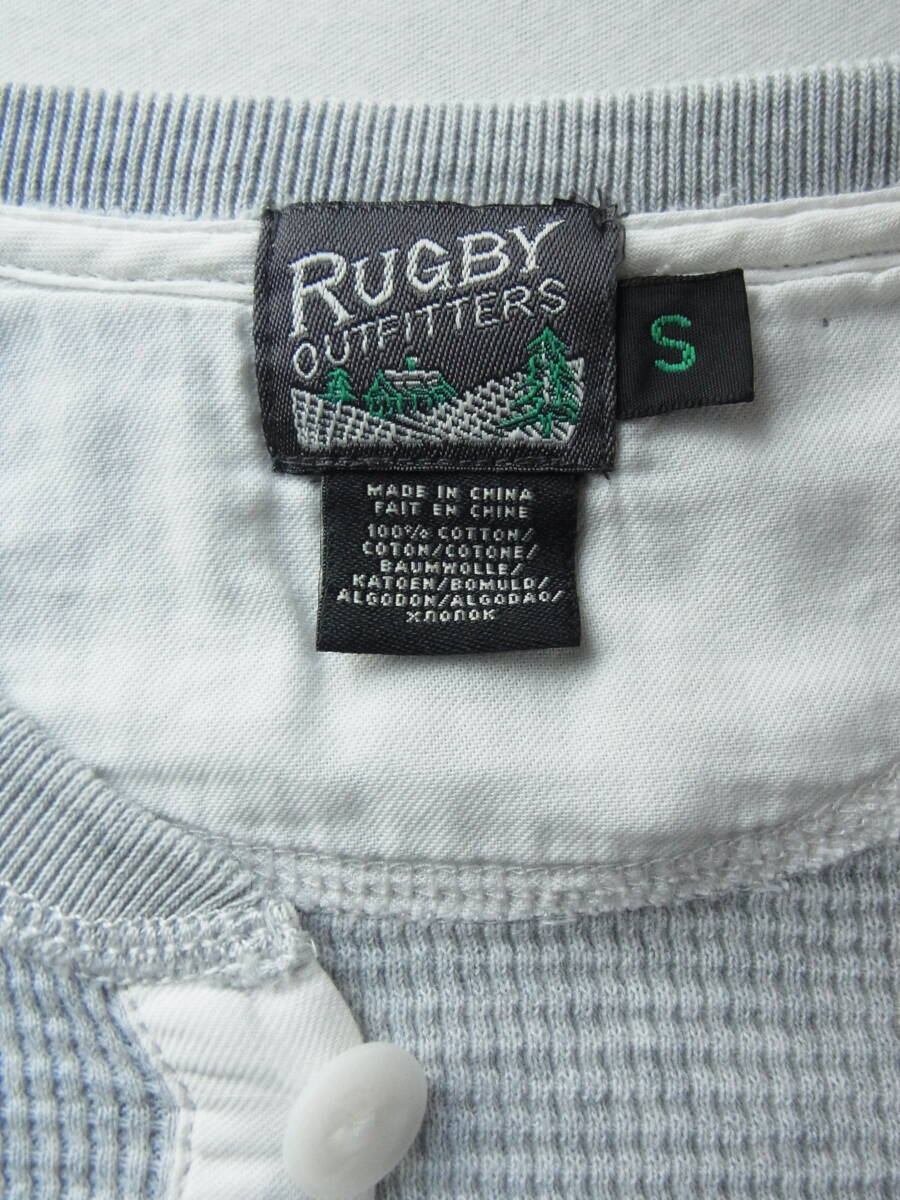 RUGBY
OUTFITTERS
S
MADE IN CHINA
FAIT EN CHINE
100% COTTON/
COTON/COTONE/
BAUMWOLLE/
KATOEN/BOMULD/
ALGODON/ALGODAO/
хлопок